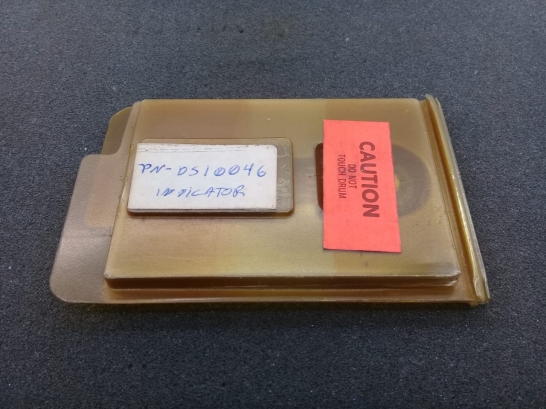 PN-DS10046
INDICATOR
CAUTION
DO NOT
TOUCH DRUM